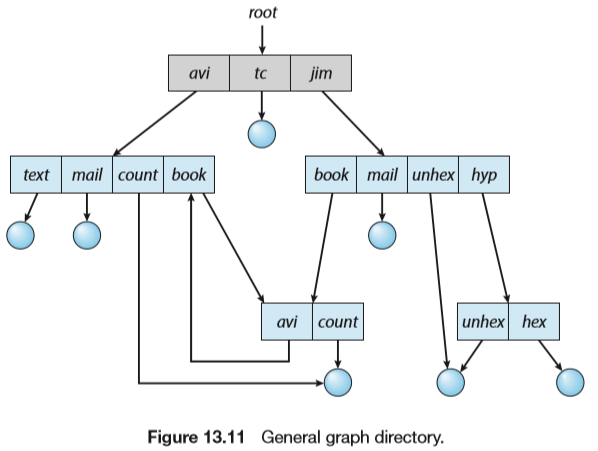 root
avi tc jim
text mail count book
book mail unhex hyp
avi count
unhex hex
Figure 13.11 General graph directory.